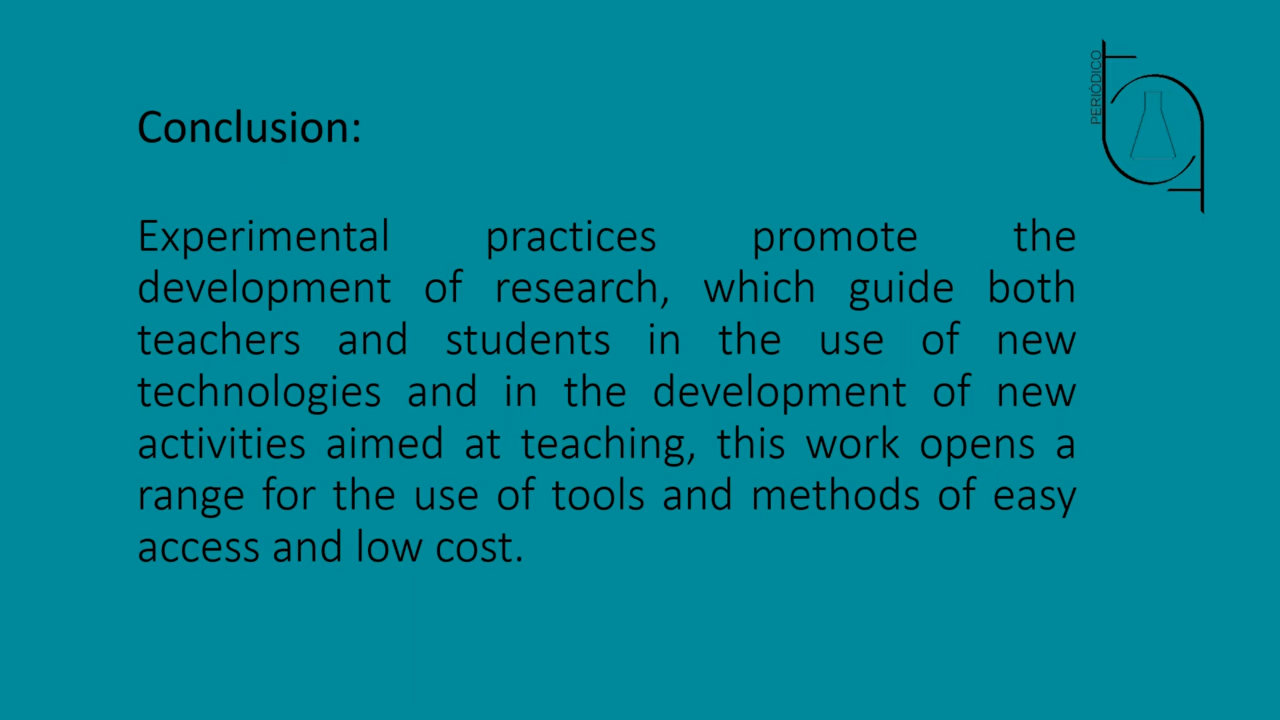 PERIÓDICO
Conclusion:
Experimental practices promote the
development of research, which guide both
teachers and students in the use of new
technologies and in the development of new
activities aimed at teaching, this work opens a
range for the use of tools and methods of easy
access and low cost.